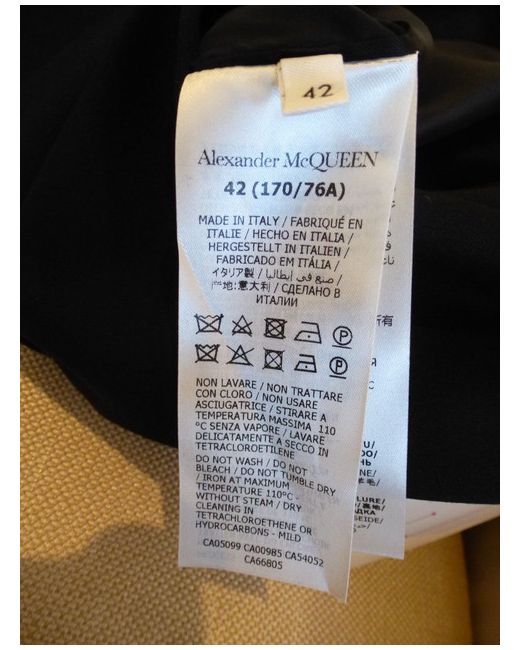 42
Alexander McQUEEN
42 (170/76A)
MADE IN ITALY / FABRIQUÉ EN
ITALIE / HECHO EN ITALIA /
HERGESTELLT IN ITALIEN /
FABRICADO EM ITÁLIA /
イタリア製 / صنع في إيطاليا /
产地:意大利 / СДЕЛАНО В
ИТАЛИИ
P
P
NON LAVARE / NON TRATTARE
CON CLORO / NON USARE
ASCIUGATRICE / STIRARE A
TEMPERATURA MASSIMA 110
°C SENZA VAPORE / LAVARE
DELICATAMENTE A SECCO IN
TETRACLOROETILENE
DO NOT WASH / DO NOT
BLEACH / DO NOT TUMBLE DRY
/ IRON AT MAXIMUM
TEMPERATURE 110°C -
WITHOUT STEAM / DRY
CLEANING IN
TETRACHLOROETHENE OR
HYDROCARBONS - MILD
CA05099 CA00985 CA54052
CA66805